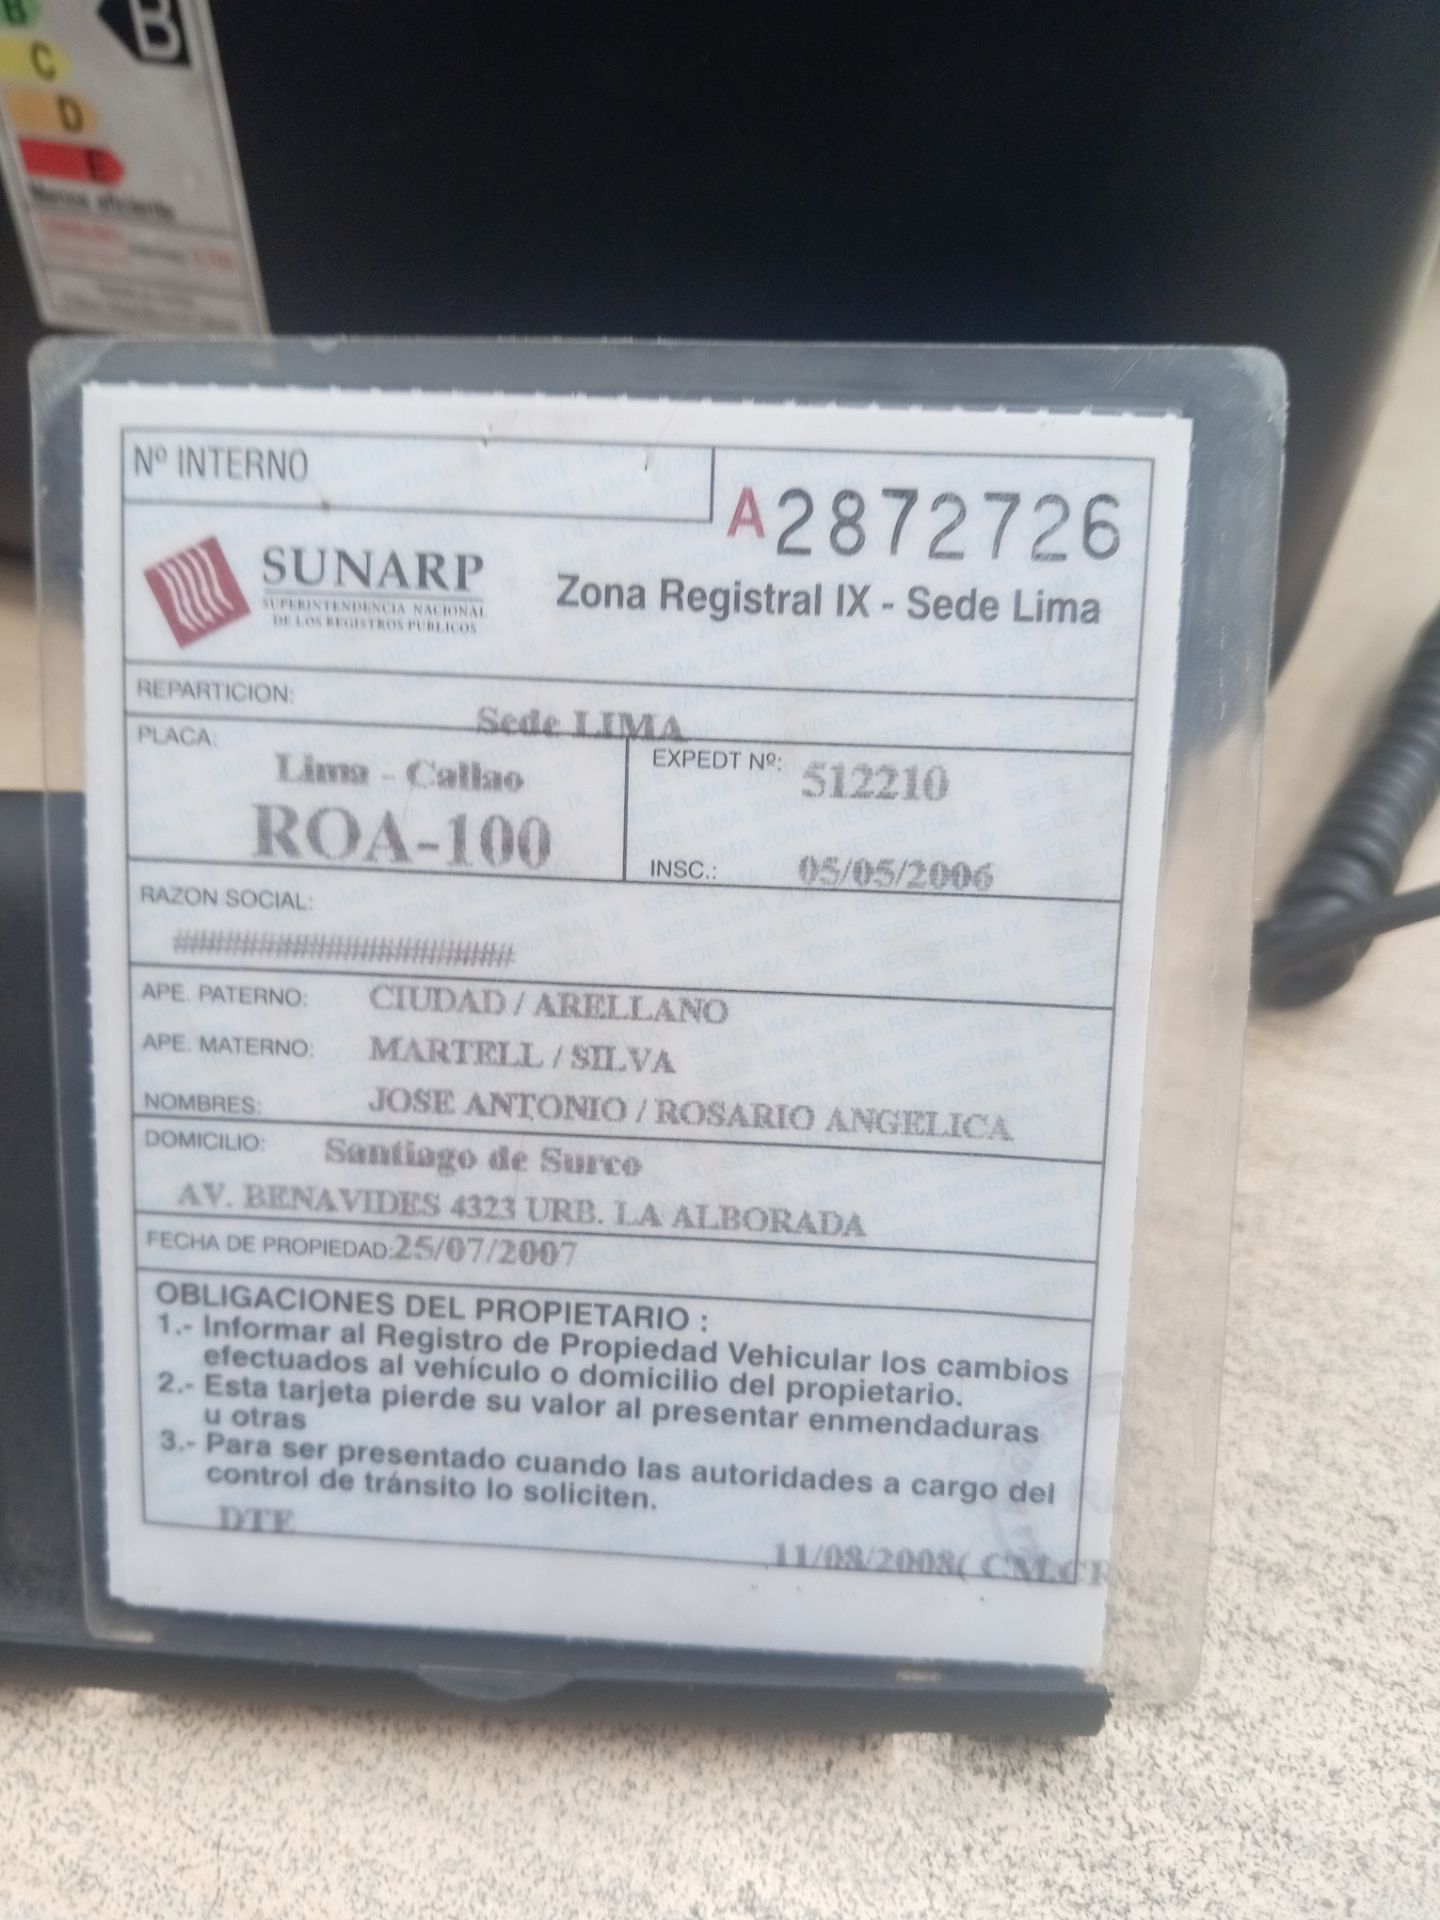 B
B
C
D
E
Menos eficiente
Nº INTERNO
A2872726
SUNARP
SUPERINTENDENCIA NACIONAL
DE LOS REGISTROS PUBLICOS
Zona Registral IX - Sede Lima
REPARTICION:
Sede LIMA
PLACA:
Lima - Callao
ROA-100
EXPEDT Nº: 512210
INSC.: 05/05/2006
RAZON SOCIAL:
APE. PATERNO: CIUDAD / ARELLANO
APE. MATERNO: MARTELL / SILVA
NOMBRES: JOSE ANTONIO / ROSARIO ANGELICA
DOMICILIO: Santiago de Surco
AV. BENAVIDES 4323 URB. LA ALBORADA
FECHA DE PROPIEDAD:25/07/2007
OBLIGACIONES DEL PROPIETARIO :
1.- Informar al Registro de Propiedad Vehicular los cambios
efectuados al vehículo o domicilio del propietario.
2.- Esta tarjeta pierde su valor al presentar enmendaduras
u otras
3.- Para ser presentado cuando las autoridades a cargo del
control de tránsito lo soliciten.
DTE
11/08/2008(